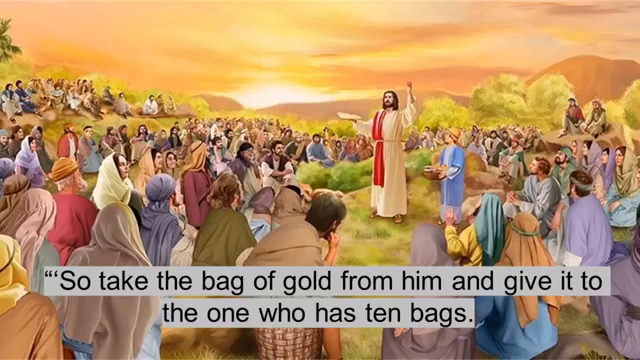 “‘So take the bag of gold from him and give it to
the one who has ten bags.